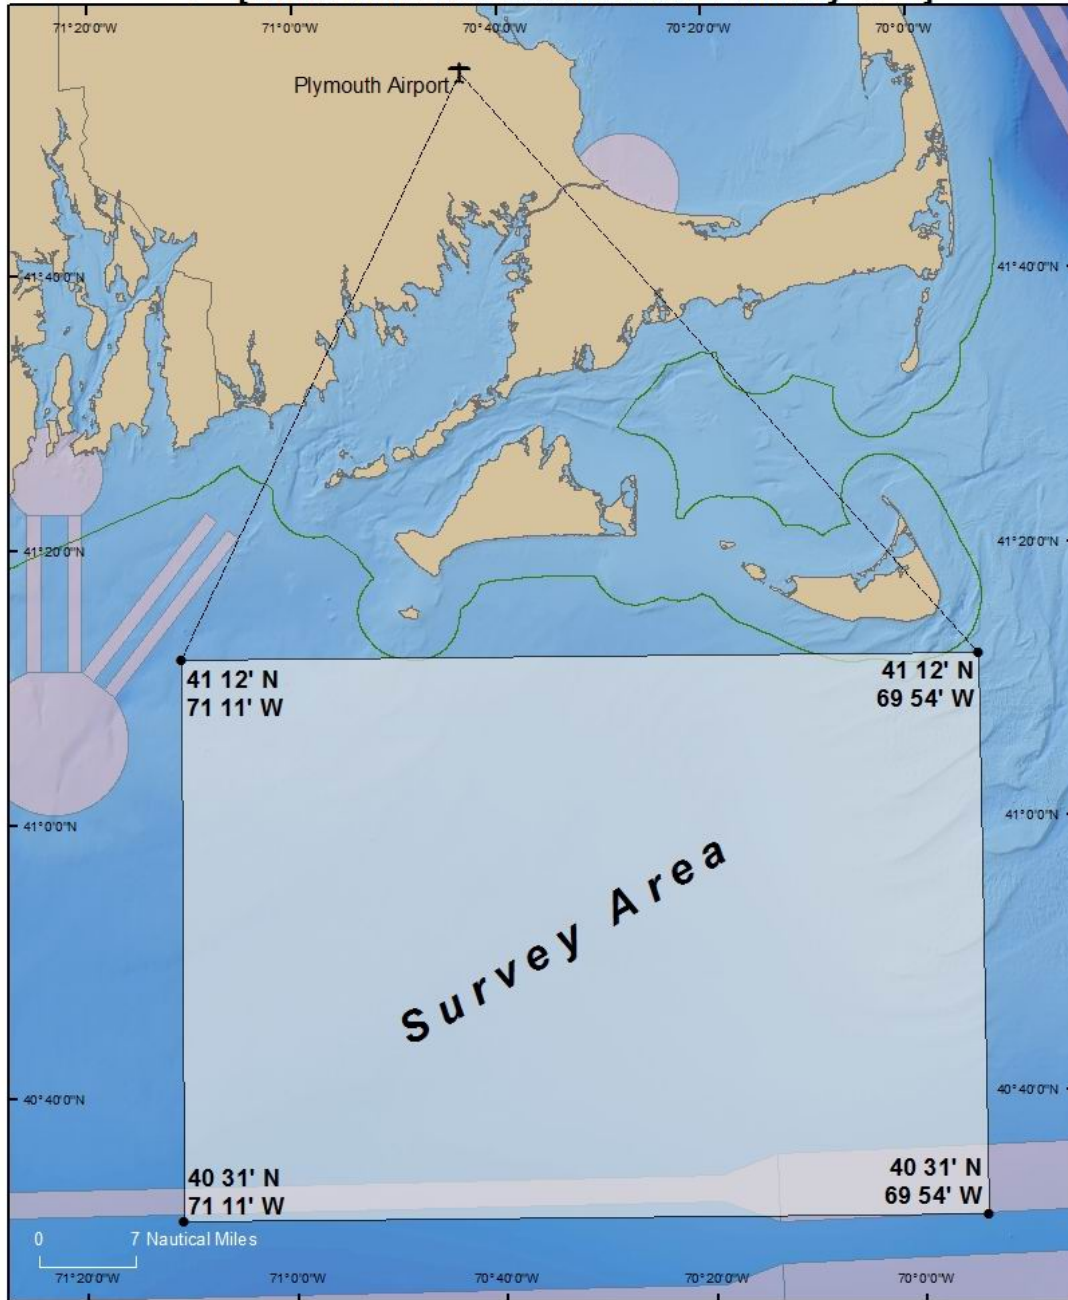 71°20'0"W 71°0'0"W 70°40'0"W 70°20'0"W 70°0'0"W
Plymouth Airport
41°40'0"N 41°40'0"N
41°20'0"N 41°20'0"N
41 12' N
71 11' W
41 12' N
69 54' W
41°0'0"N 41°0'0"N
Survey Area
40°40'0"N 40°40'0"N
40 31' N
71 11' W
40 31' N
69 54' W
0 7 Nautical Miles
71°20'0"W 71°0'0"W 70°40'0"W 70°20'0"W 70°0'0"W